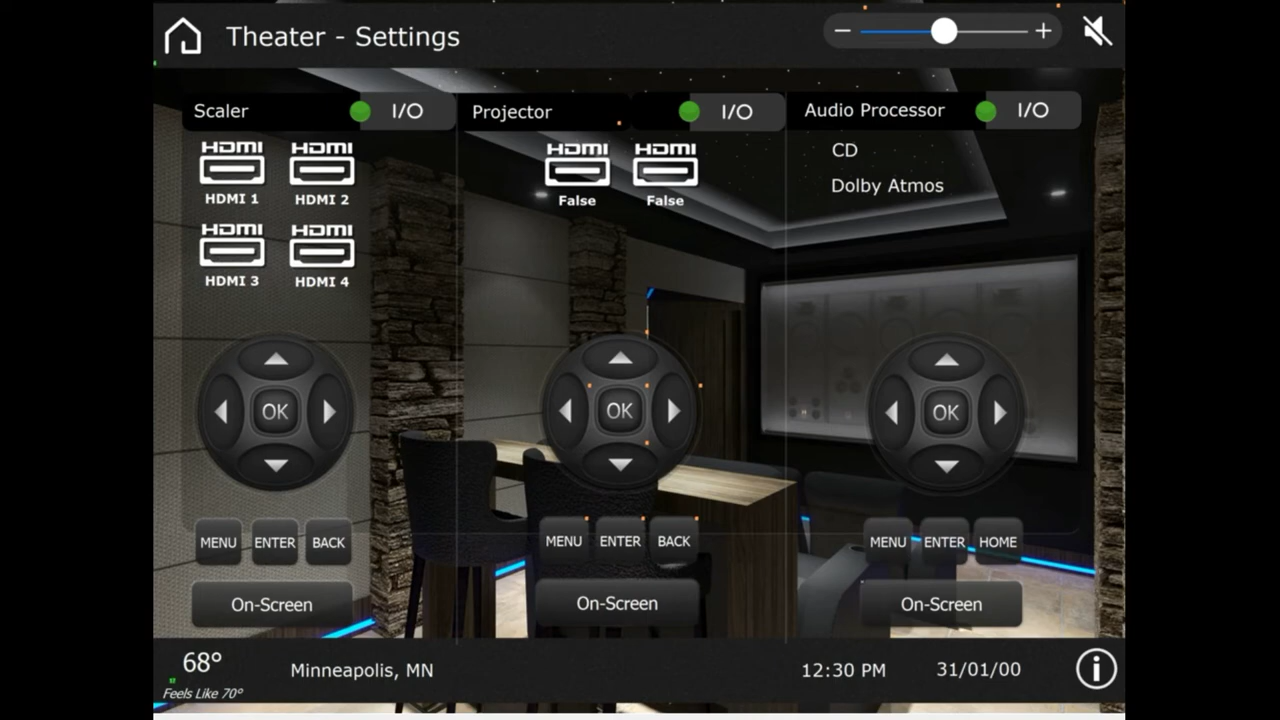 Theater - Settings
Scaler
I/O
Projector
I/O
Audio Processor
I/O
HDMI
HDMI 1
HDMI
HDMI 2
HDMI
HDMI 3
HDMI
HDMI 4
HDMI
False
HDMI
False
CD
Dolby Atmos
OK
OK
OK
MENU
ENTER
BACK
MENU
ENTER
BACK
MENU
ENTER
HOME
On-Screen
On-Screen
On-Screen
68°
Feels Like 70°
Minneapolis, MN
12:30 PM
31/01/00